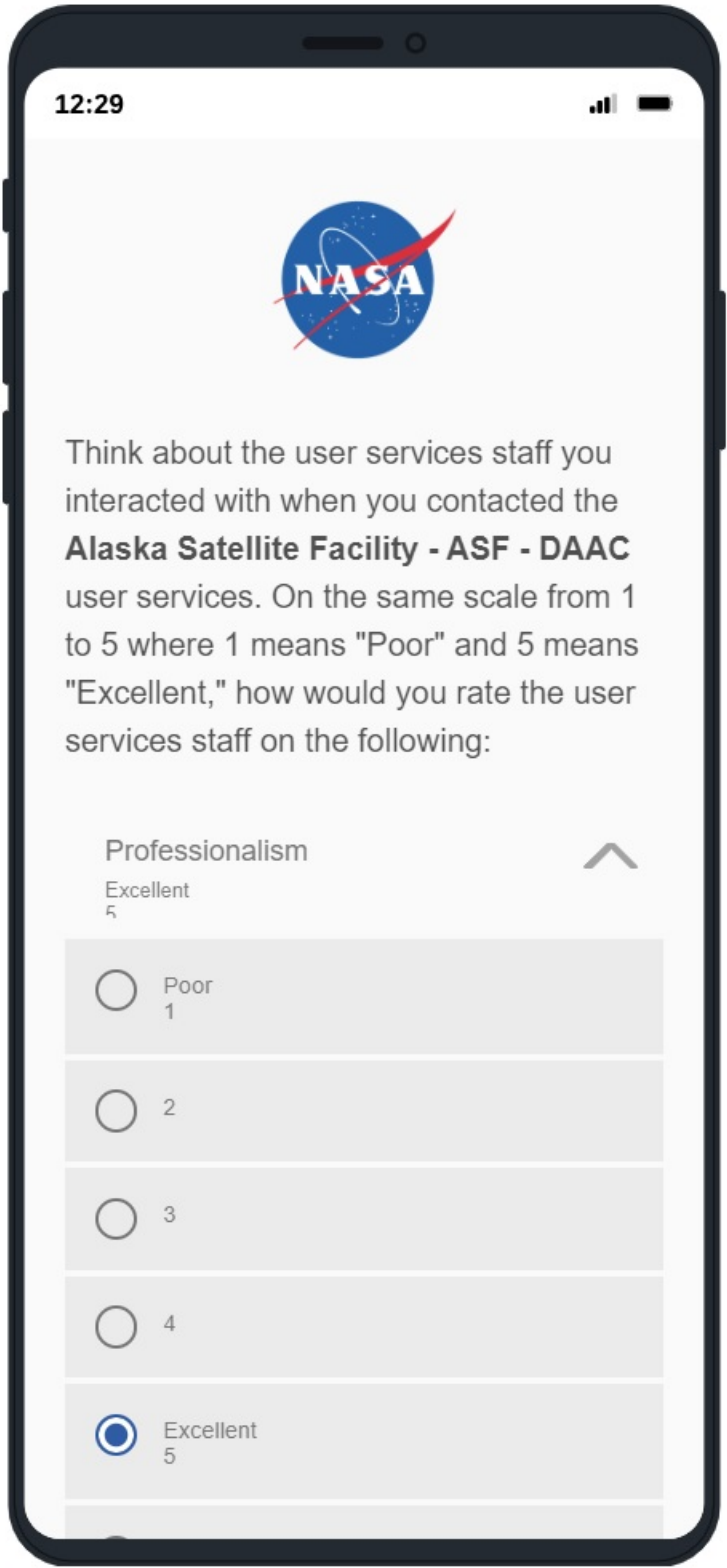 12:29
NASA
Think about the user services staff you
interacted with when you contacted the
Alaska Satellite Facility - ASF - DAAC
user services. On the same scale from 1
to 5 where 1 means "Poor" and 5 means
"Excellent," how would you rate the user
services staff on the following:
Professionalism
Excellent
5
Poor
1
2
3
4
Excellent
5